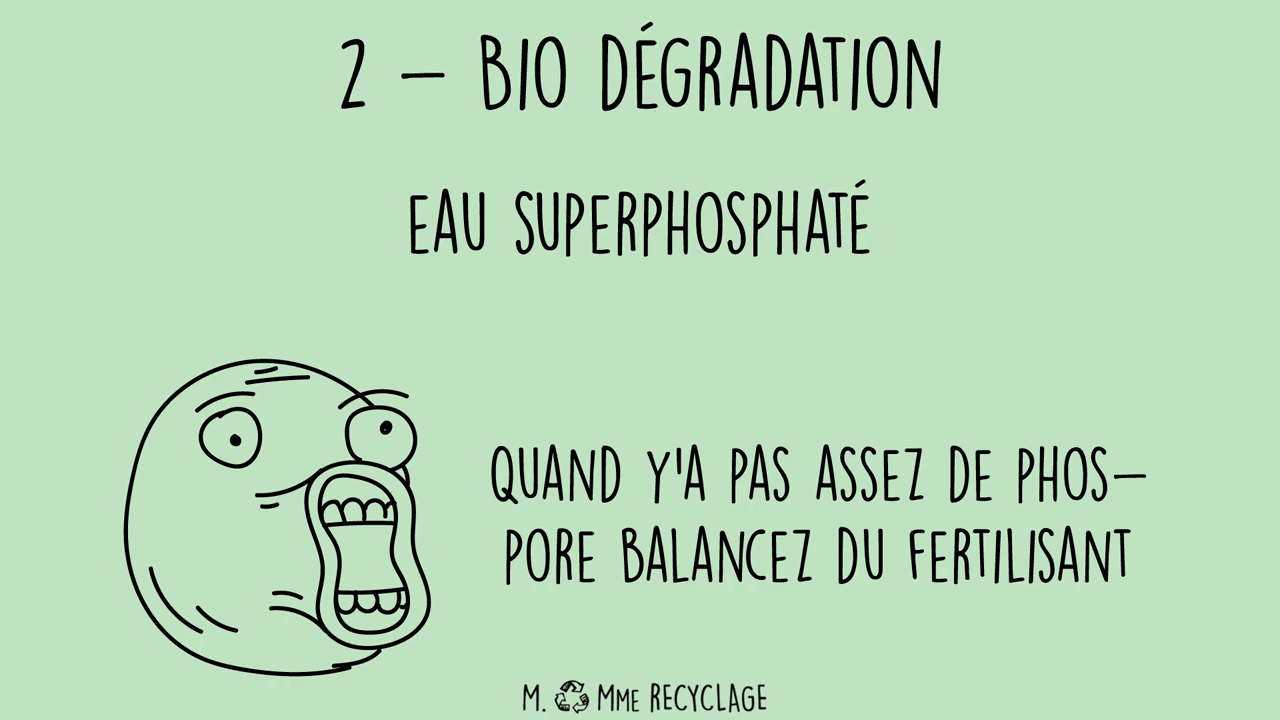 2 – BIO DÉGRADATION
EAU SUPERPHOSPHATÉ
QUAND Y'A PAS ASSEZ DE PHOS–
PORE BALANCEZ DU FERTILISANT
M. MME RECYCLAGE